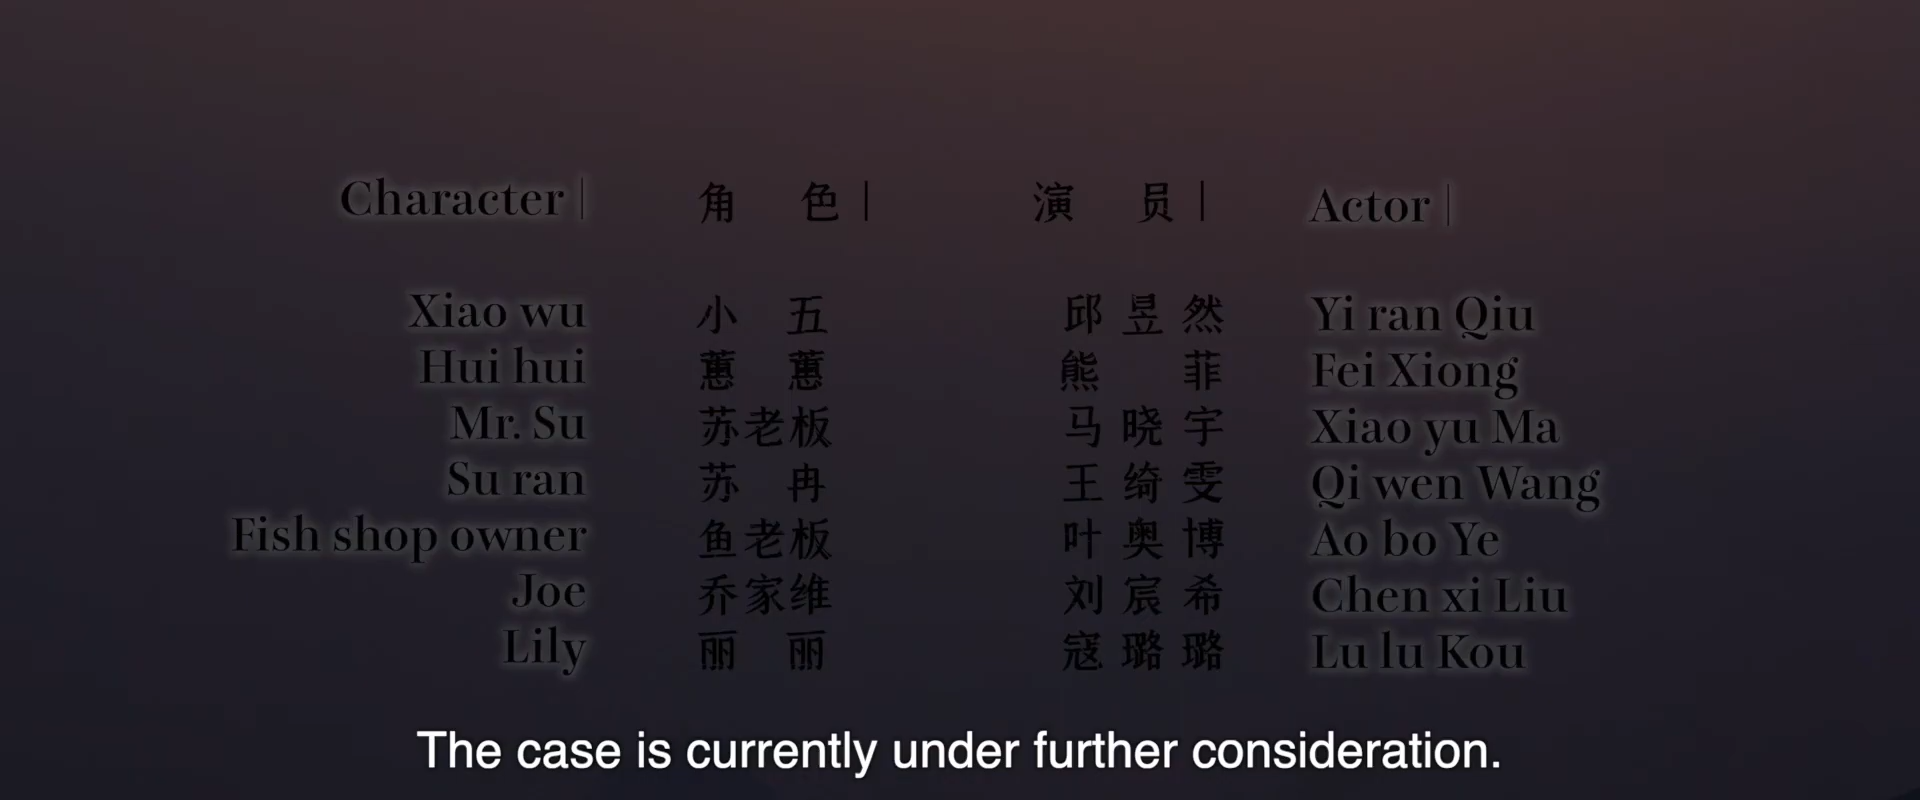 Character | 角 色 | 演 员 | Actor |
Xiao wu 小 五 邱 昱 然 Yi ran Qiu
Hui hui 蕙 蕙 熊 菲 Fei Xiong
Mr. Su 苏老板 马 晓 宇 Xiao yu Ma
Su ran 苏 冉 王 绮 雯 Qi wen Wang
Fish shop owner 鱼老板 叶 奥 博 Ao bo Ye
Joe 乔家维 刘 宸 希 Chen xi Liu
Lily 丽 丽 寇 璐 璐 Lu lu Kou
The case is currently under further consideration.